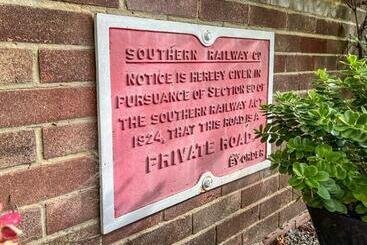 SOUTHERN RAILWAY CO
NOTICE IS HEREBY GIVEN IN
PURSUANCE OF SECTION 80 OF
THE SOUTHERN RAILWAY ACT
1924, THAT THIS ROAD IS A
PRIVATE ROAD
BY ORDER